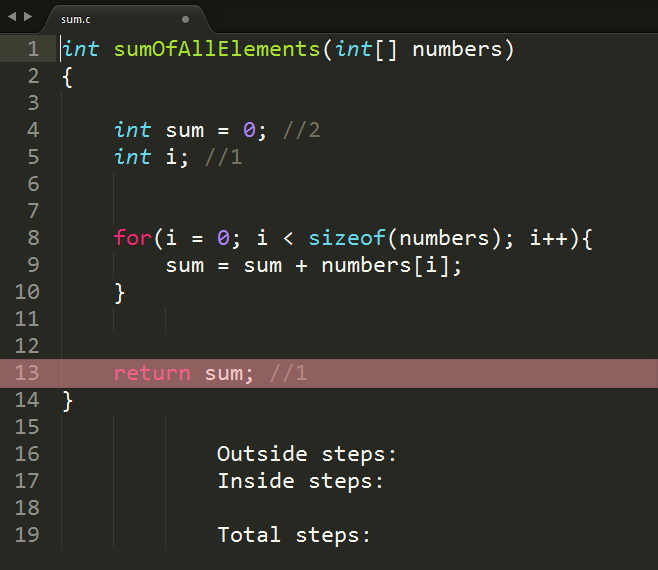 sum.c
1 int sumOfAllElements(int[] numbers)
2 {
3
4 int sum = 0; //2
5 int i; //1
6
7
8 for(i = 0; i < sizeof(numbers); i++){
9 sum = sum + numbers[i];
10 }
11
12
13 return sum; //1
14 }
15
16 Outside steps:
17 Inside steps:
18
19 Total steps: